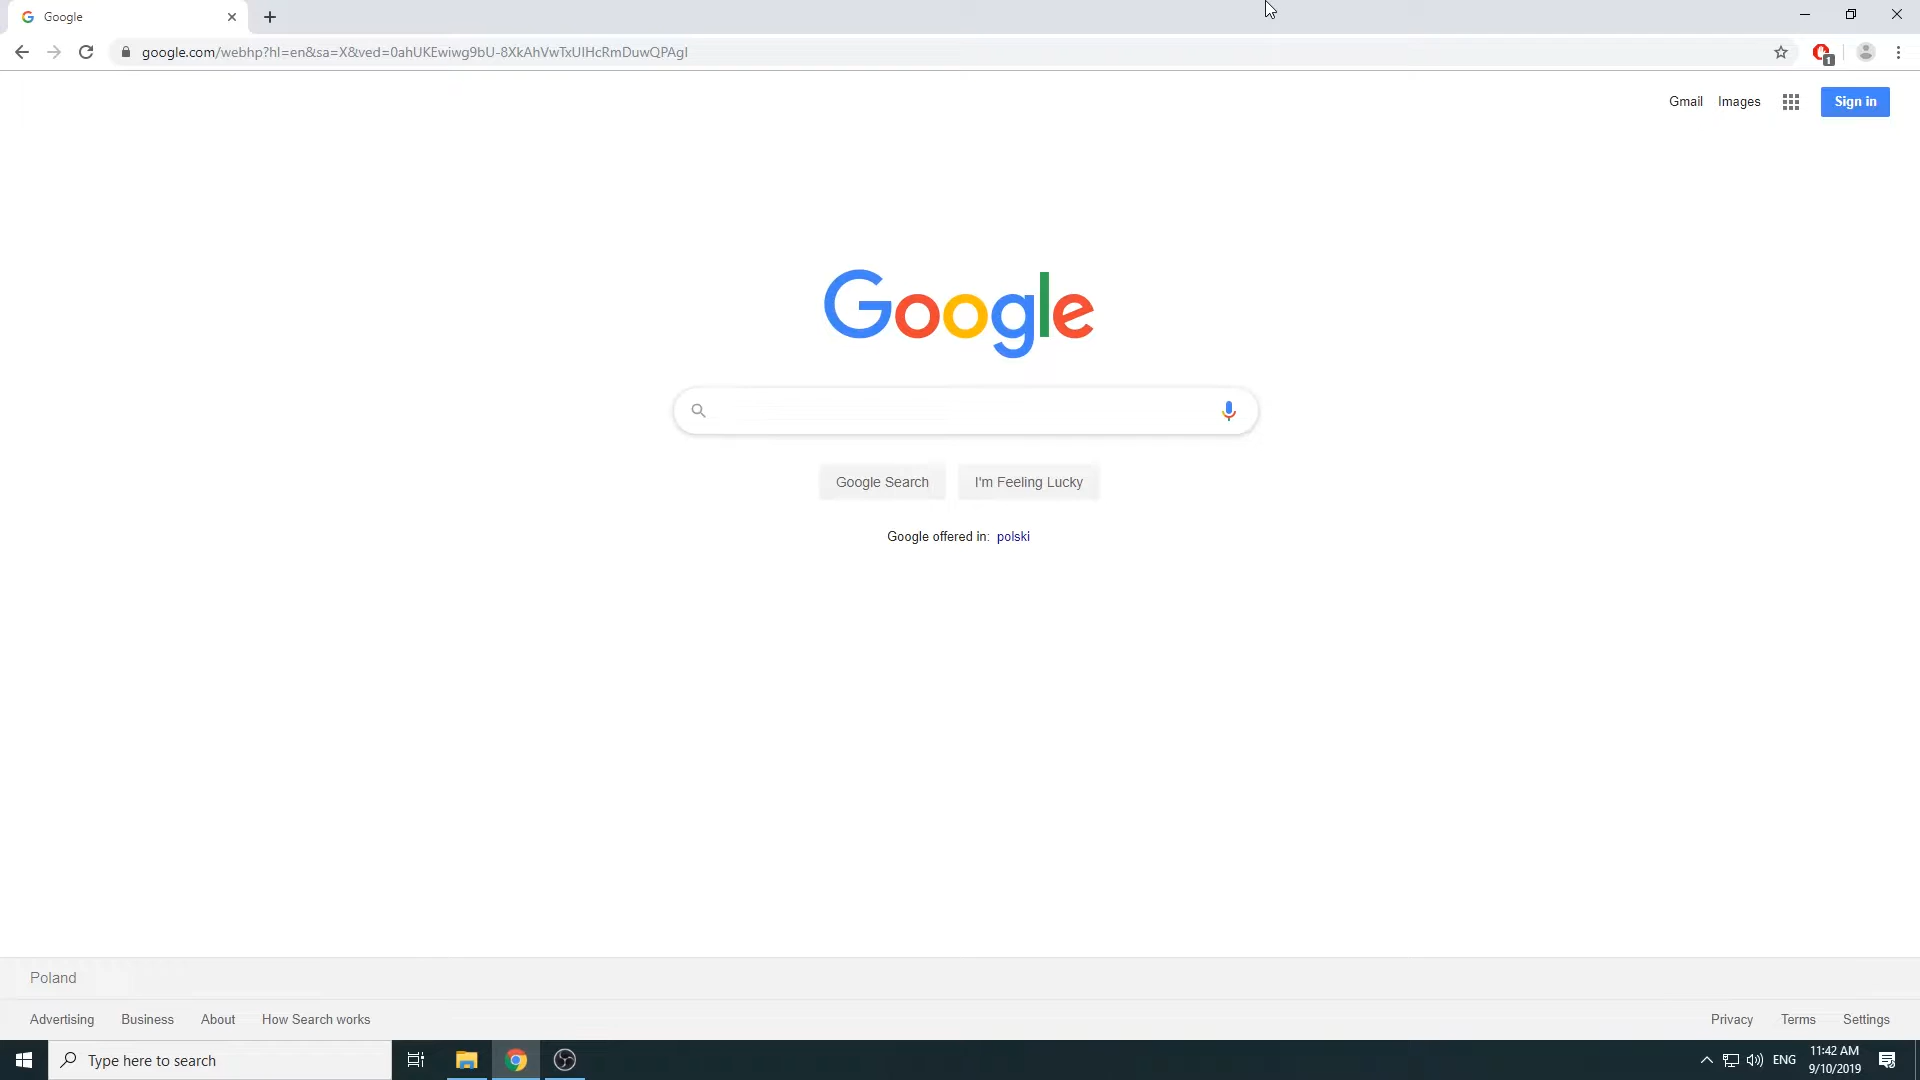 Google
google.com/webhp?hl=en&sa=X&ved=0ahUKEwiwg9bU-8XkAhVwTxUIHcRmDuwQPAgI
1
Gmail Images Sign in
Google
Google Search I'm Feeling Lucky
Google offered in: polski
Poland
Advertising Business About How Search works Privacy Terms Settings
Type here to search ENG 11:42 AM
9/10/2019